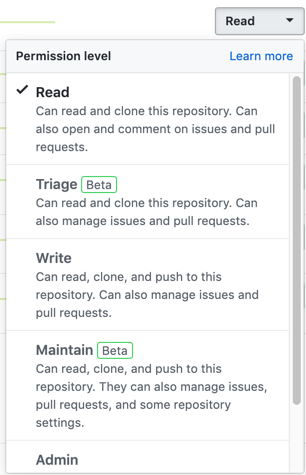 Read
Permission level Learn more
Read
Can read and clone this repository. Can
also open and comment on issues and pull
requests.
Triage Beta
Can read and clone this repository. Can
also manage issues and pull requests.
Write
Can read, clone, and push to this
repository. Can also manage issues and
pull requests.
Maintain Beta
Can read, clone, and push to this
repository. They can also manage issues,
pull requests, and some repository
settings.
Admin